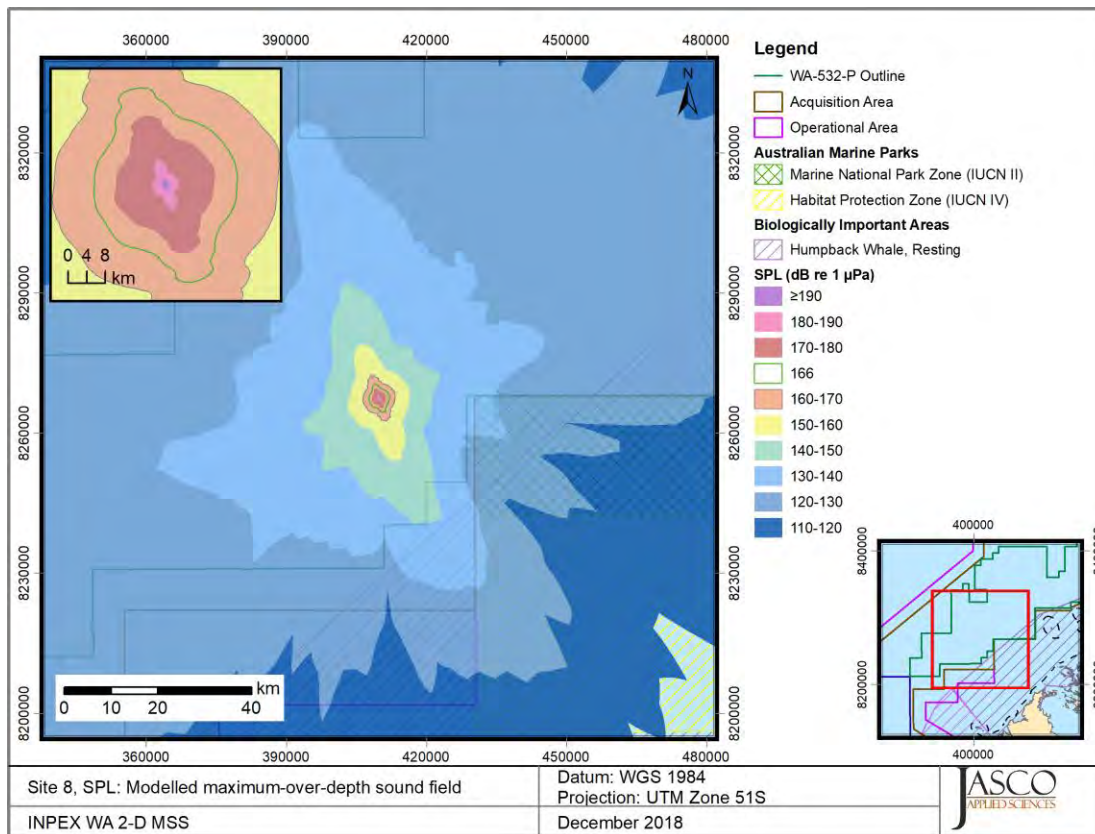 360000 390000 420000 450000 480000
8320000
8290000
8260000
8230000
8200000
8320000
8290000
8260000
8230000
8200000
360000 390000 420000 450000 480000
0 4 8
km
N
0 10 20 40
km
Legend
WA-532-P Outline
Acquisition Area
Operational Area
Australian Marine Parks
Marine National Park Zone (IUCN II)
Habitat Protection Zone (IUCN IV)
Biologically Important Areas
Humpback Whale, Resting
SPL (dB re 1 µPa)
≥190
180-190
170-180
166
160-170
150-160
140-150
130-140
120-130
110-120
400000
8400000
8200000
400000
Site 8, SPL: Modelled maximum-over-depth sound field
Datum: WGS 1984
Projection: UTM Zone 51S
INPEX WA 2-D MSS
December 2018
JASCO
APPLIED SCIENCES